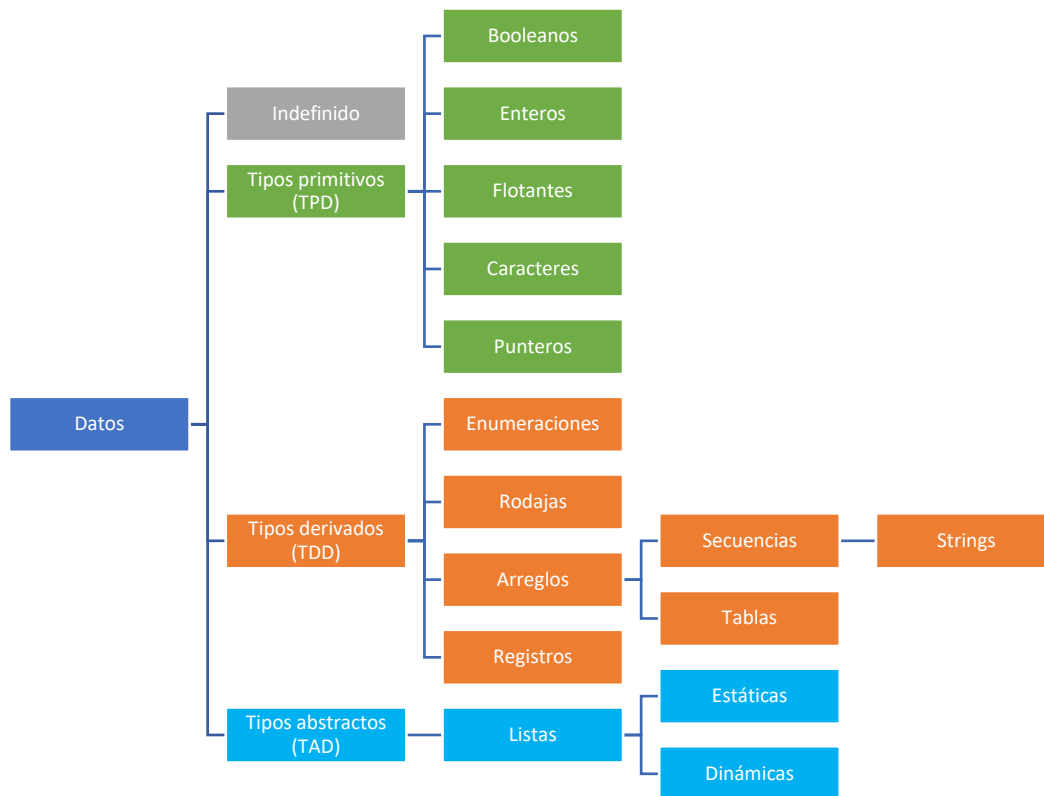 Booleanos
Indefinido
Enteros
Tipos primitivos
(TPD)
Flotantes
Caracteres
Punteros
Datos
Enumeraciones
Rodajas
Tipos derivados
(TDD)
Secuencias
Strings
Arreglos
Tablas
Registros
Estáticas
Tipos abstractos
(TAD)
Listas
Dinámicas